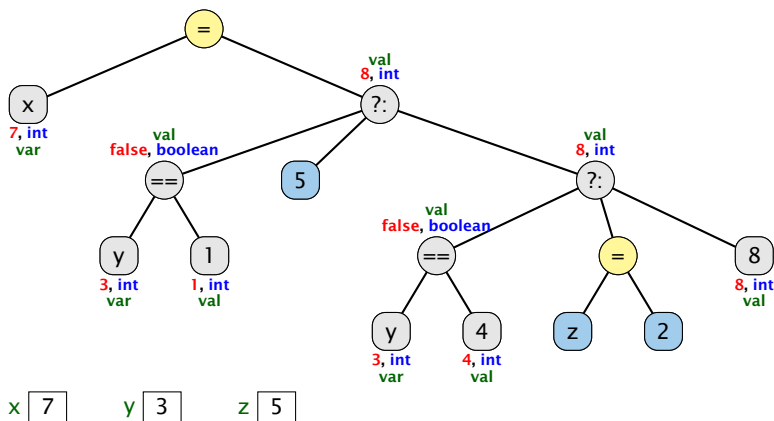 =
val
8, int
x
?:
7, int
var
val
false, boolean
val
8, int
==
5
?:
val
false, boolean
y
1
==
=
8
3, int
var
1, int
val
8, int
val
y
4
z
2
3, int
var
4, int
val
x 7 y 3 z 5